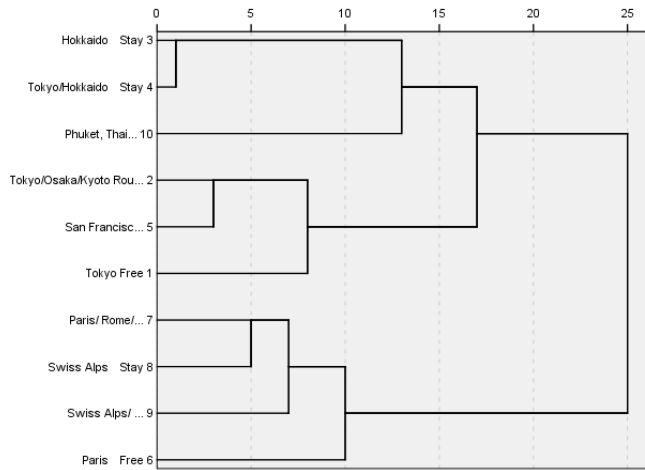 0 5 10 15 20 25
Hokkaido Stay 3
Tokyo/Hokkaido Stay 4
Phuket, Thai... 10
Tokyo/Osaka/Kyoto Rou... 2
San Francisc... 5
Tokyo Free 1
Paris/ Rome/... 7
Swiss Alps Stay 8
Swiss Alps/ ... 9
Paris Free 6